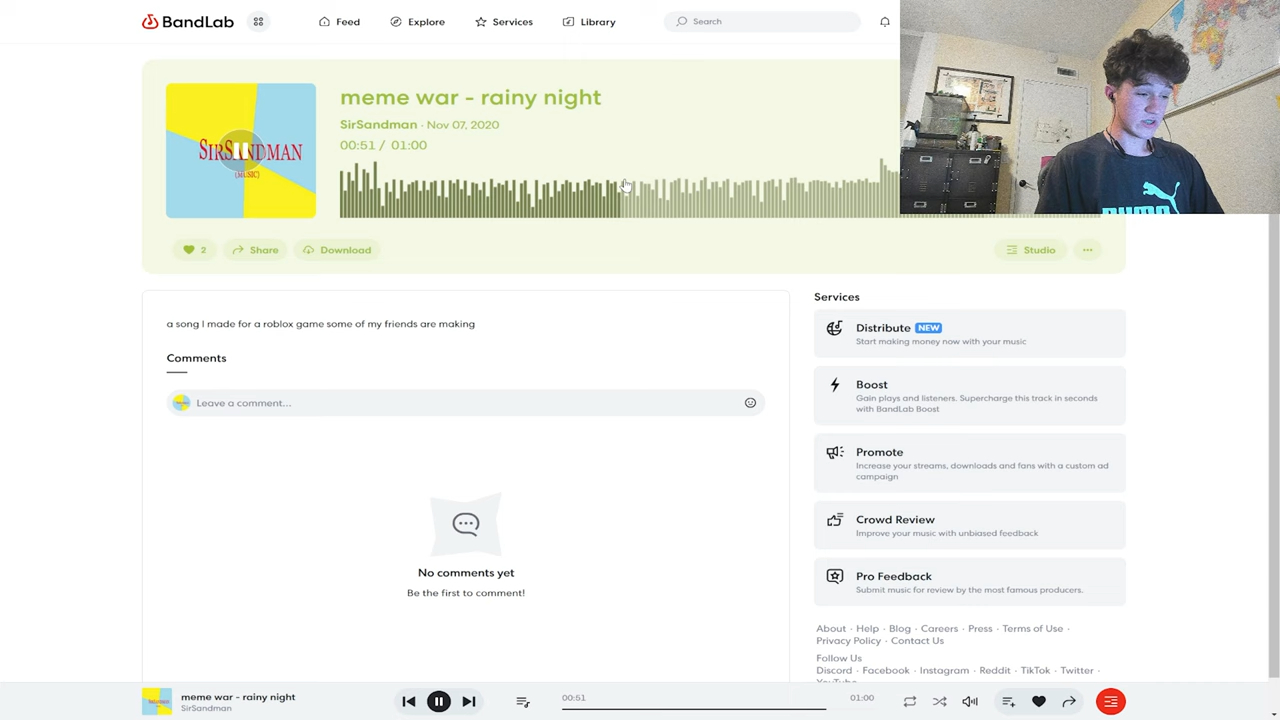 BandLab
Feed
Explore
Services
Library
Search
meme war - rainy night
SirSandman · Nov 07, 2020
00:51 / 01:00
SIRSANDMAN
(MUSIC)
2
Share
Download
Studio
a song I made for a roblox game some of my friends are making
Comments
Leave a comment...
No comments yet
Be the first to comment!
Services
Distribute NEW
Start making money now with your music
Boost
Gain plays and listeners. Supercharge this track in seconds
with BandLab Boost
Promote
Increase your streams, downloads and fans with a custom ad
campaign
Crowd Review
Improve your music with unbiased feedback
Pro Feedback
Submit music for review by the most famous producers.
About · Help · Blog · Careers · Press · Terms of Use ·
Privacy Policy · Contact Us
Follow Us
Discord · Facebook · Instagram · Reddit · TikTok · Twitter ·
YouTube
meme war - rainy night
SirSandman
00:51
01:00
PUMA